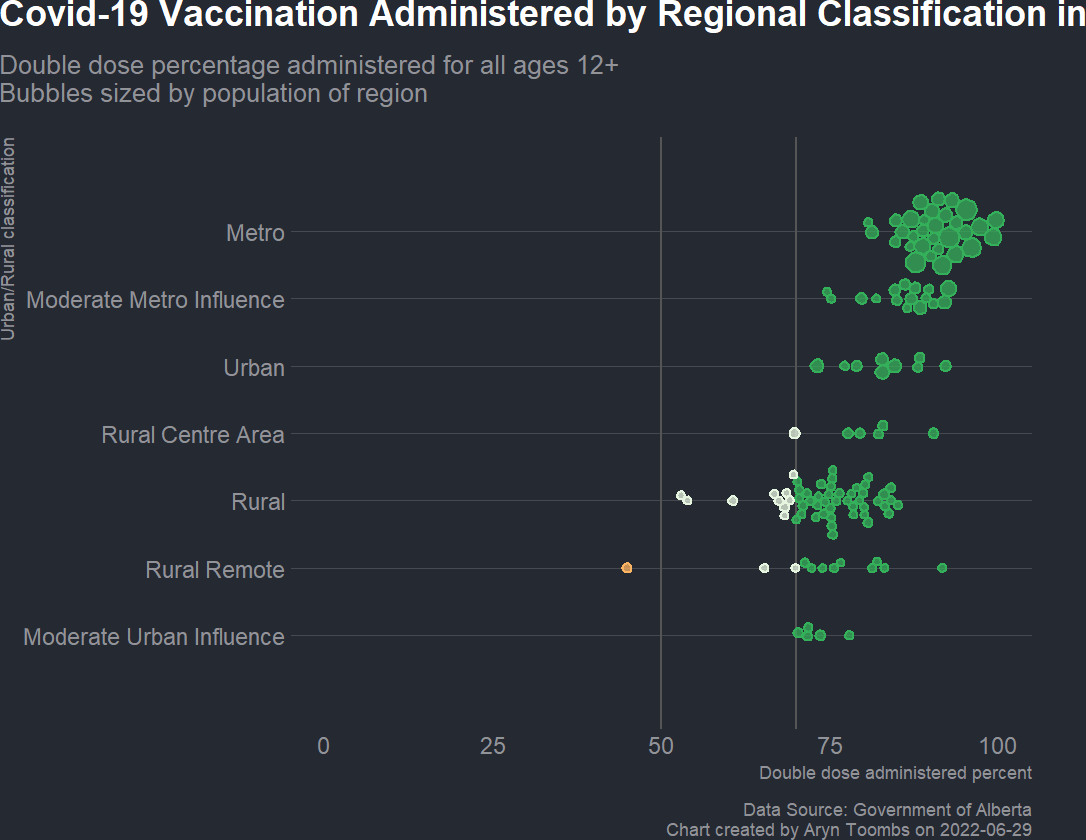 Covid-19 Vaccination Administered by Regional Classification in
Double dose percentage administered for all ages 12+
Bubbles sized by population of region
Urban/Rural classification
Metro
Moderate Metro Influence
Urban
Rural Centre Area
Rural
Rural Remote
Moderate Urban Influence
0 25 50 75 100
Double dose administered percent
Data Source: Government of Alberta
Chart created by Aryn Toombs on 2022-06-29